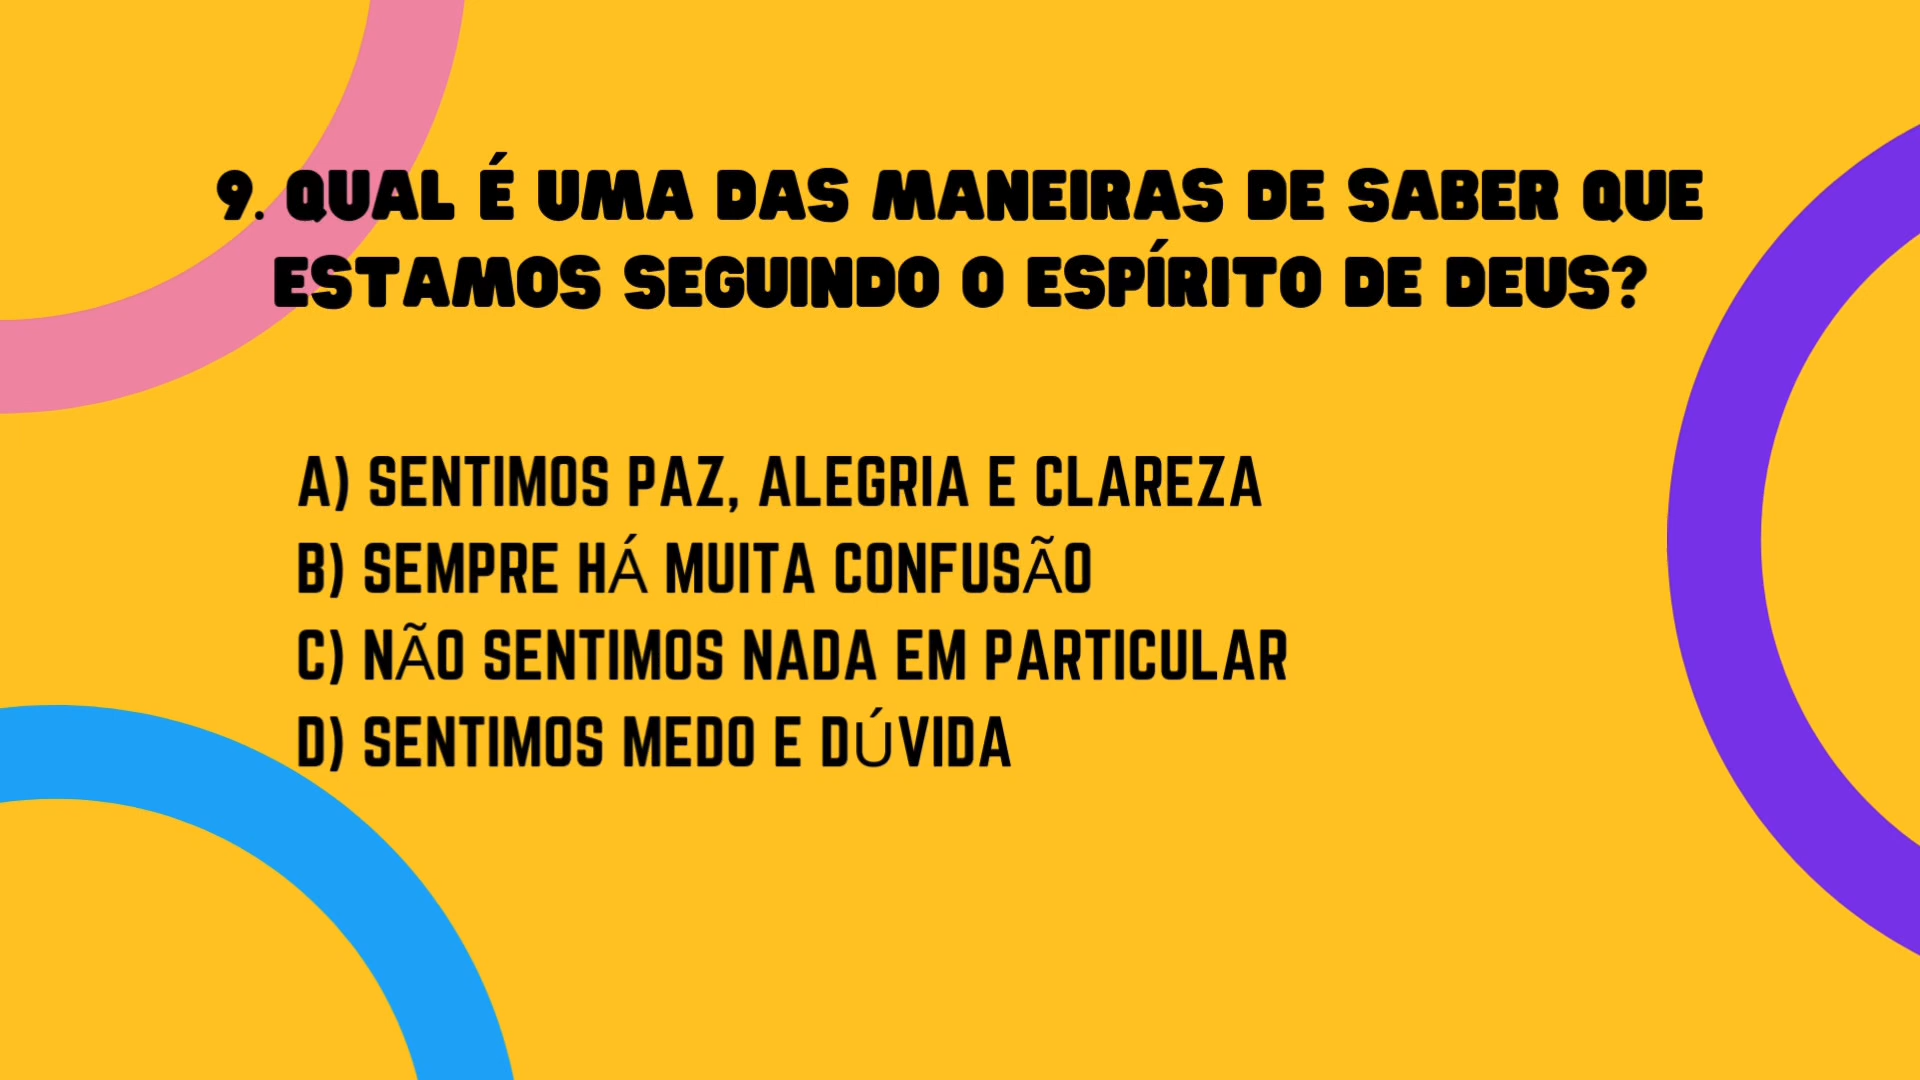 9. QUAL É UMA DAS MANEIRAS DE SABER QUE
ESTAMOS SEGUINDO O ESPÍRITO DE DEUS?
A) SENTIMOS PAZ, ALEGRIA E CLAREZA
B) SEMPRE HÁ MUITA CONFUSÃO
C) NÃO SENTIMOS NADA EM PARTICULAR
D) SENTIMOS MEDO E DÚVIDA